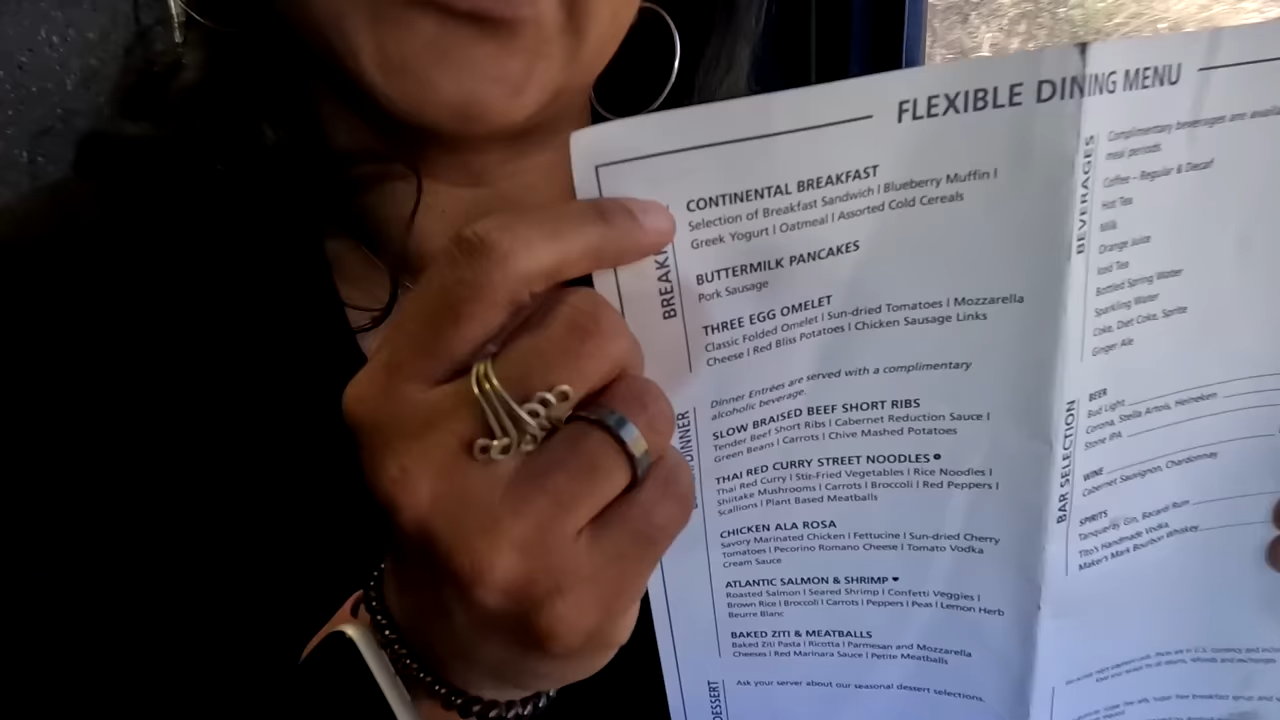 FLEXIBLE DINING MENU
CONTINENTAL BREAKFAST
Selection of Breakfast Sandwich | Blueberry Muffin |
Greek Yogurt | Oatmeal | Assorted Cold Cereals
BUTTERMILK PANCAKES
Pork Sausage
THREE EGG OMELET
Classic Folded Omelet | Sun-dried Tomatoes | Mozzarella
Cheese | Red Bliss Potatoes | Chicken Sausage Links
Dinner Entrées are served with a complimentary
alcoholic beverage.
DINNER
SLOW BRAISED BEEF SHORT RIBS
Tender Beef Short Ribs | Cabernet Reduction Sauce |
Green Beans | Carrots | Chive Mashed Potatoes
THAI RED CURRY STREET NOODLES
Thai Red Curry | Stir-Fried Vegetables | Rice Noodles |
Shiitake Mushrooms | Carrots | Broccoli | Red Peppers |
Scallions | Plant Based Meatballs
CHICKEN ALA ROSA
Savory Marinated Chicken | Fettucine | Sun-dried Cherry
Tomatoes | Pecorino Romano Cheese | Tomato Vodka
Cream Sauce
ATLANTIC SALMON & SHRIMP ♥
Roasted Salmon | Seared Shrimp | Confetti Veggies |
Brown Rice | Broccoli | Carrots | Peppers | Peas | Lemon Herb
Beurre Blanc
BAKED ZITI & MEATBALLS
Baked Ziti Pasta | Ricotta | Parmesan and Mozzarella
Cheeses | Red Marinara Sauce | Petite Meatballs
DESSERT
Ask your server about our seasonal dessert selections.
BEVERAGES
Complimentary beverages are
meal periods.
Coffee – Regular & Decaf
Hot Tea
Milk
Orange Juice
Iced Tea
Bottled Spring Water
Sparkling Water
Coke, Diet Coke, Sprite
Ginger Ale
BAR SELECTION
BEER
Bud Light
Corona, Stella Artois, Heineken
Stone IPA
WINE
Cabernet Sauvignon, Chardonnay
SPIRITS
Tanqueray Gin, Bacardi Rum
Tito's Handmade Vodka
Maker's Mark Bourbon Whiskey